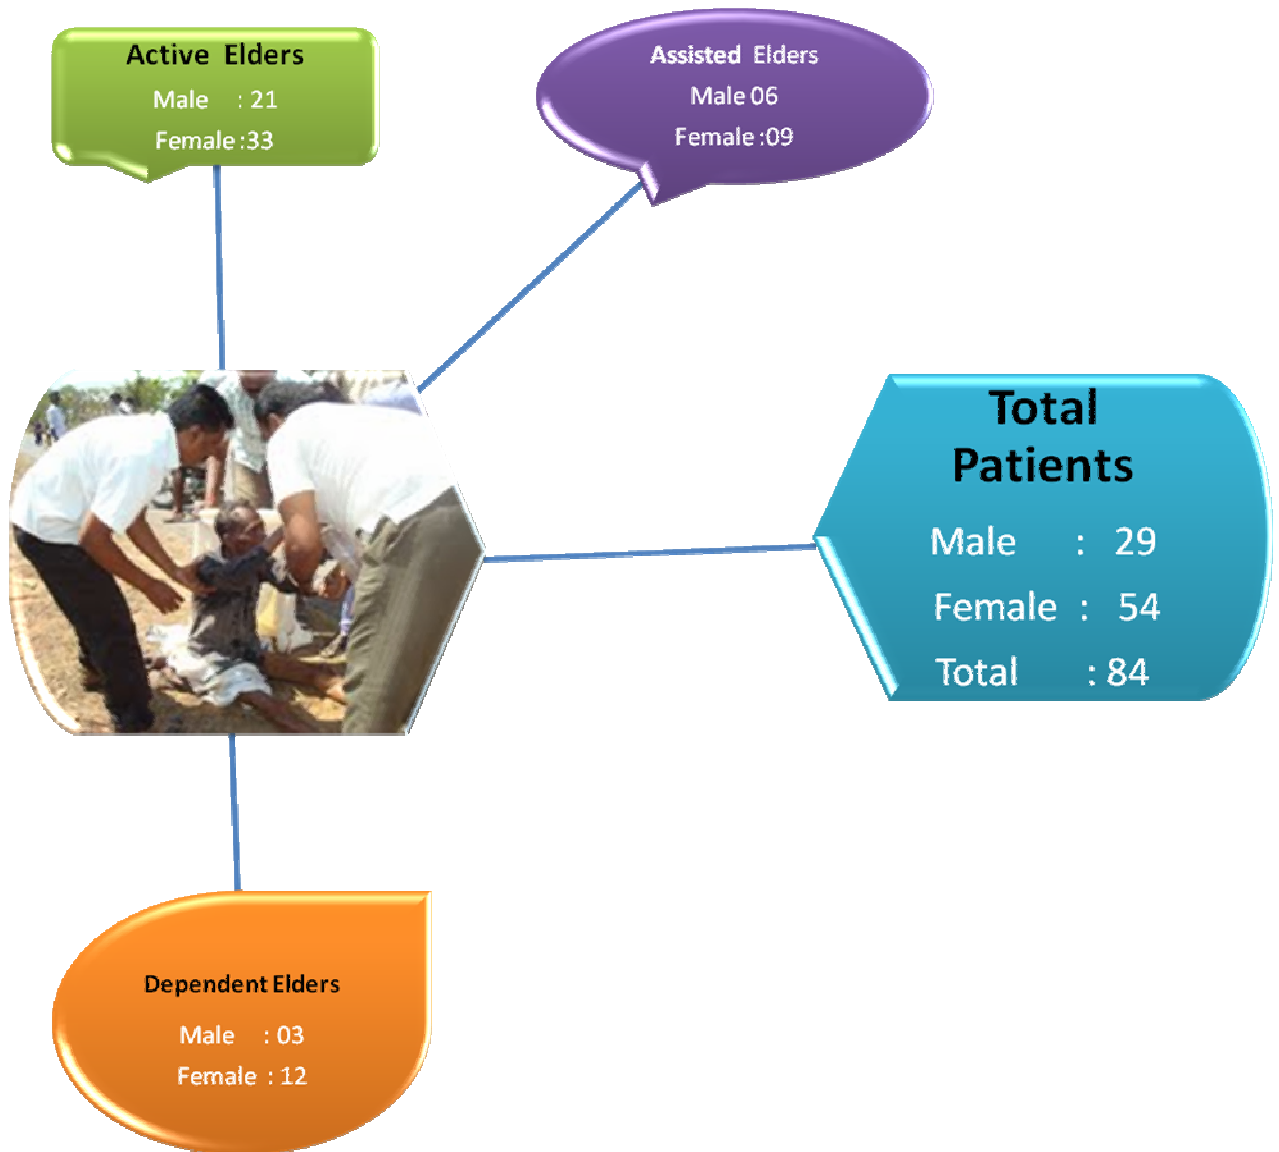 Active Elders
Male : 21
Female :33
Assisted Elders
Male 06
Female :09
Total
Patients
Male : 29
Female : 54
Total : 84
Dependent Elders
Male : 03
Female : 12